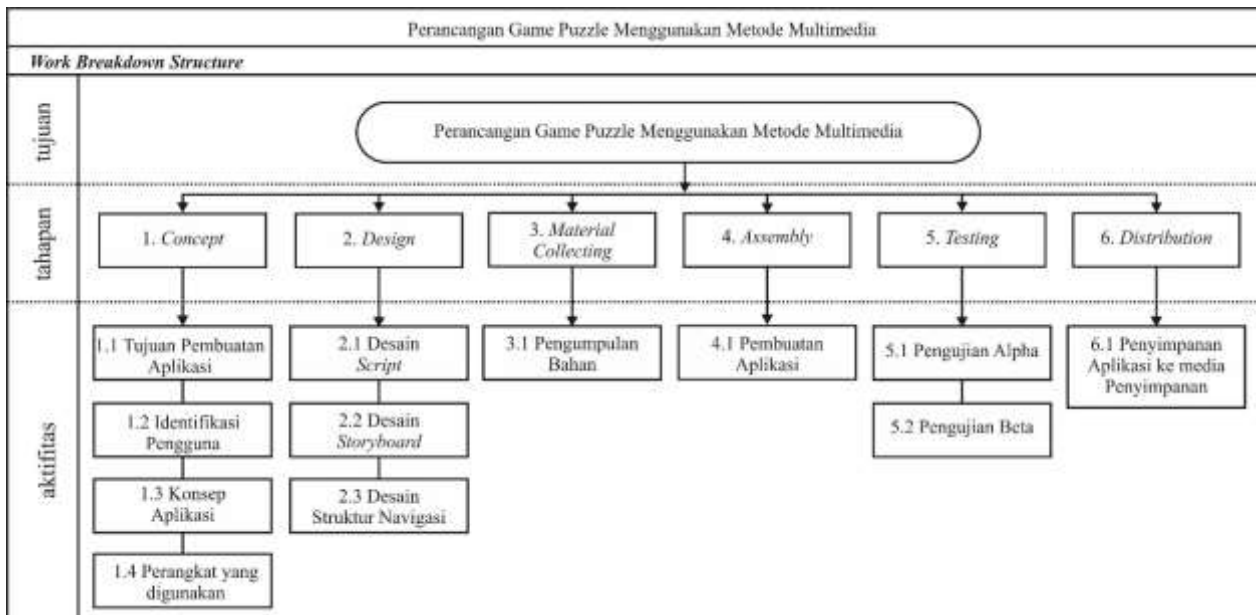 Perancangan Game Puzzle Menggunakan Metode Multimedia
Work Breakdown Structure
tujuan
Perancangan Game Puzzle Menggunakan Metode Multimedia
tahapan
1. Concept
2. Design
3. Material
Collecting
4. Assembly
5. Testing
6. Distribution
aktifitas
1.1 Tujuan Pembuatan
Aplikasi
1.2 Identifikasi
Pengguna
1.3 Konsep
Aplikasi
1.4 Perangkat yang
digunakan
2.1 Desain
Script
2.2 Desain
Storyboard
2.3 Desain
Struktur Navigasi
3.1 Pengumpulan
Bahan
4.1 Pembuatan
Aplikasi
5.1 Pengujian Alpha
5.2 Pengujian Beta
6.1 Penyimpanan
Aplikasi ke media
Penyimpanan